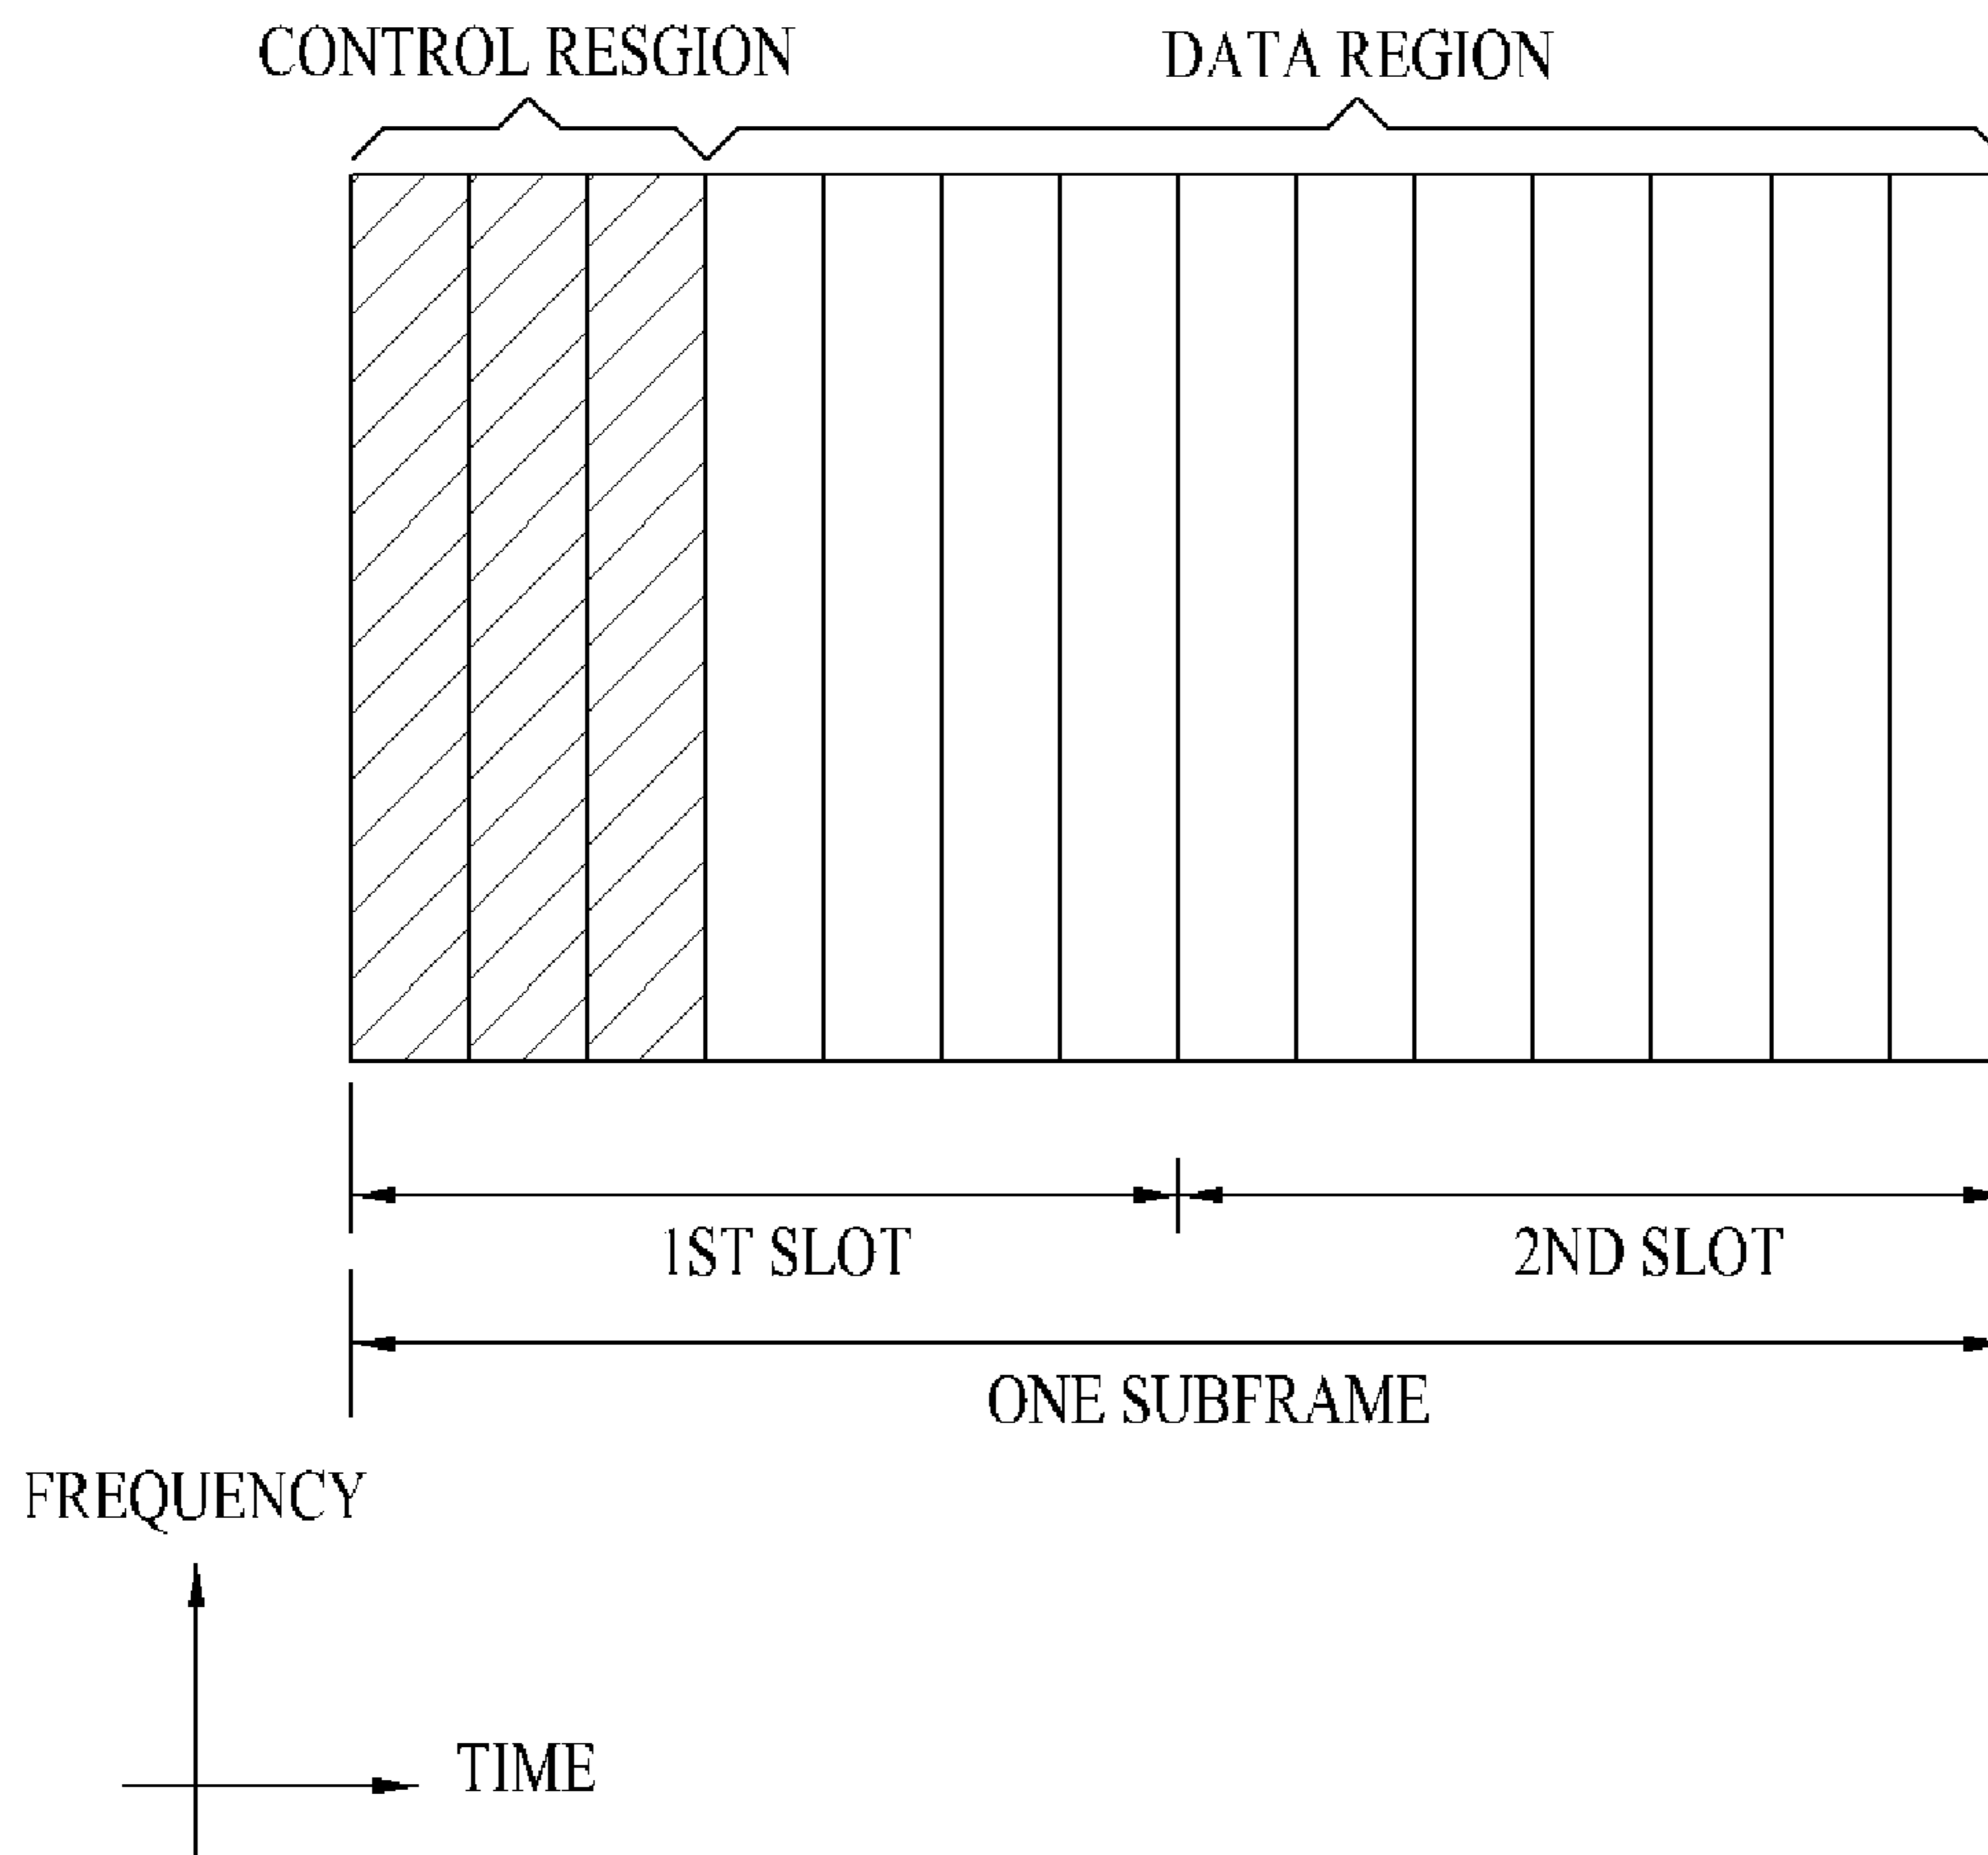 CONTROL RESGION
DATA REGION
1ST SLOT
2ND SLOT
ONE SUBFRAME
FREQUENCY
TIME